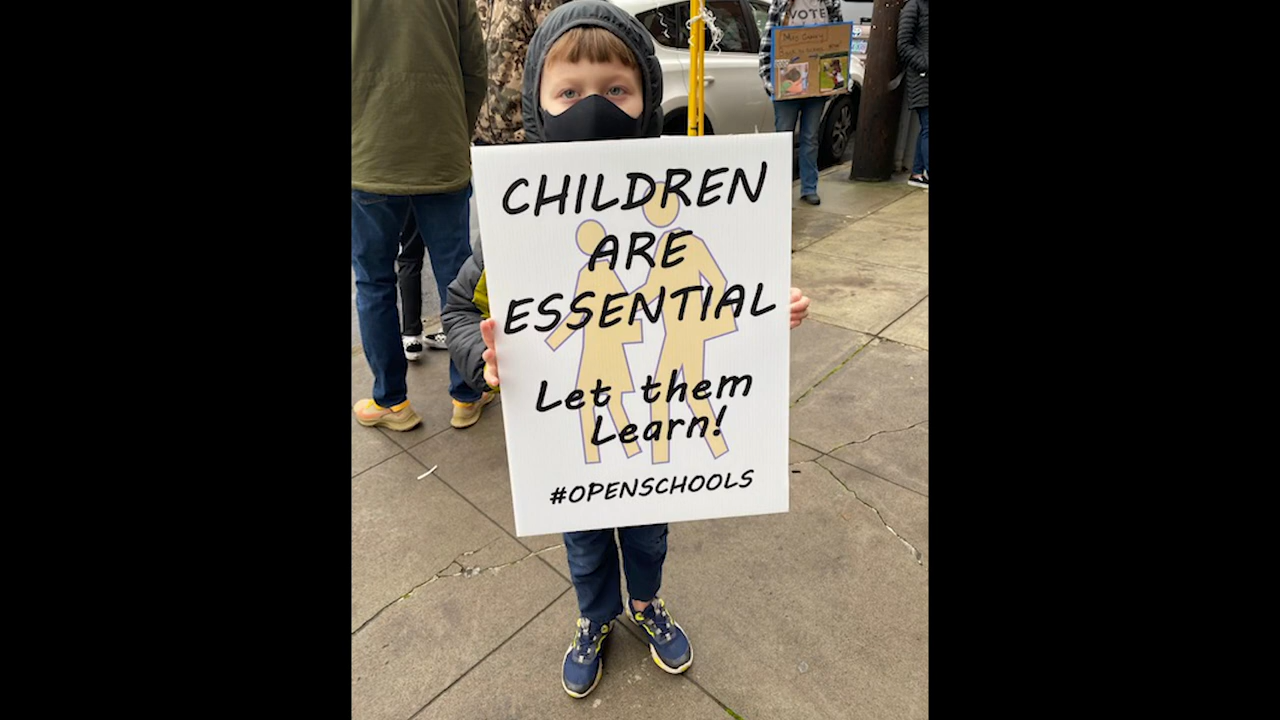 CHILDREN
ARE
ESSENTIAL
Let them
Learn!
#OPENSCHOOLS
VOTE